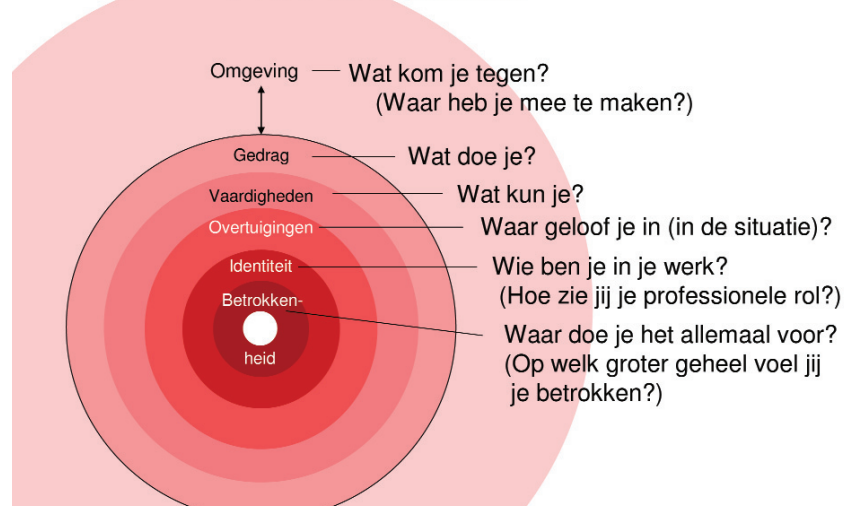 Omgeving
Wat kom je tegen?
(Waar heb je mee te maken?)
Gedrag
Wat doe je?
Vaardigheden
Wat kun je?
Overtuigingen
Waar geloof je in (in de situatie)?
Identiteit
Wie ben je in je werk?
(Hoe zie jij je professionele rol?)
Betrokken-
heid
Waar doe je het allemaal voor?
(Op welk groter geheel voel jij
je betrokken?)